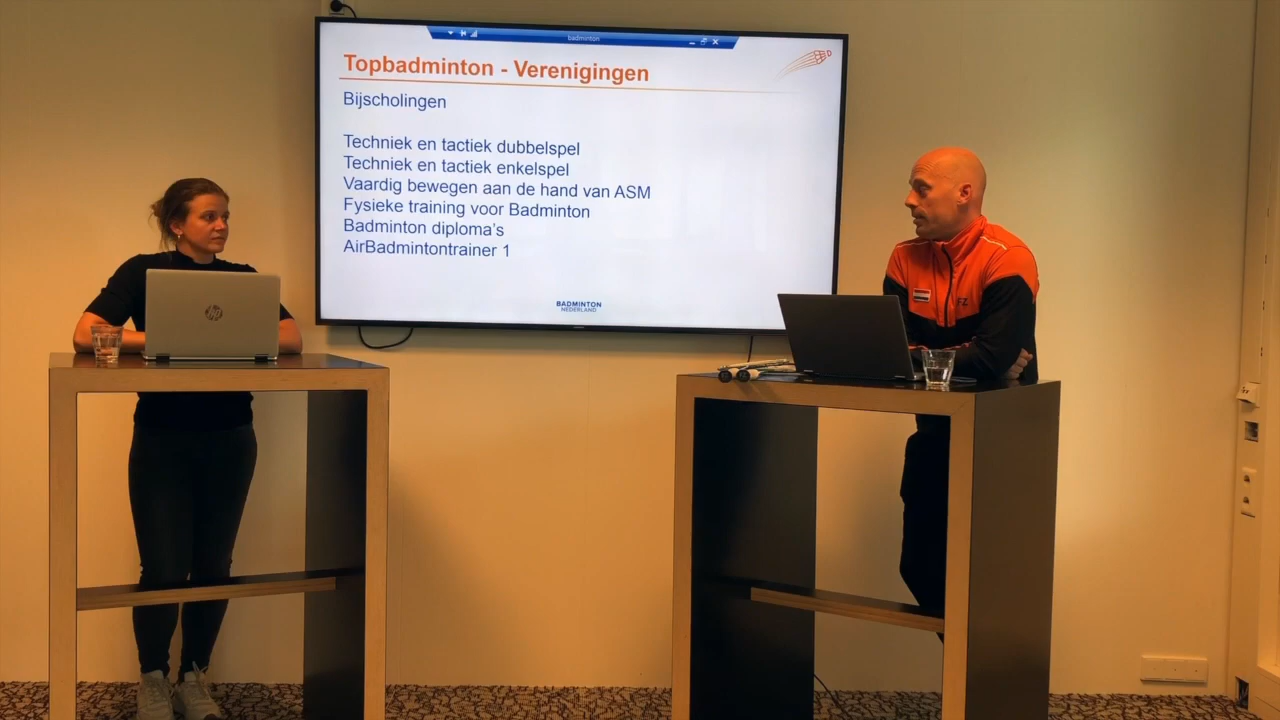 badminton
Topbadminton - Verenigingen
Bijscholingen
Techniek en tactiek dubbelspel
Techniek en tactiek enkelspel
Vaardig bewegen aan de hand van ASM
Fysieke training voor Badminton
Badminton diploma's
AirBadmintontrainer 1
BADMINTON
NEDERLAND
hp
FZ